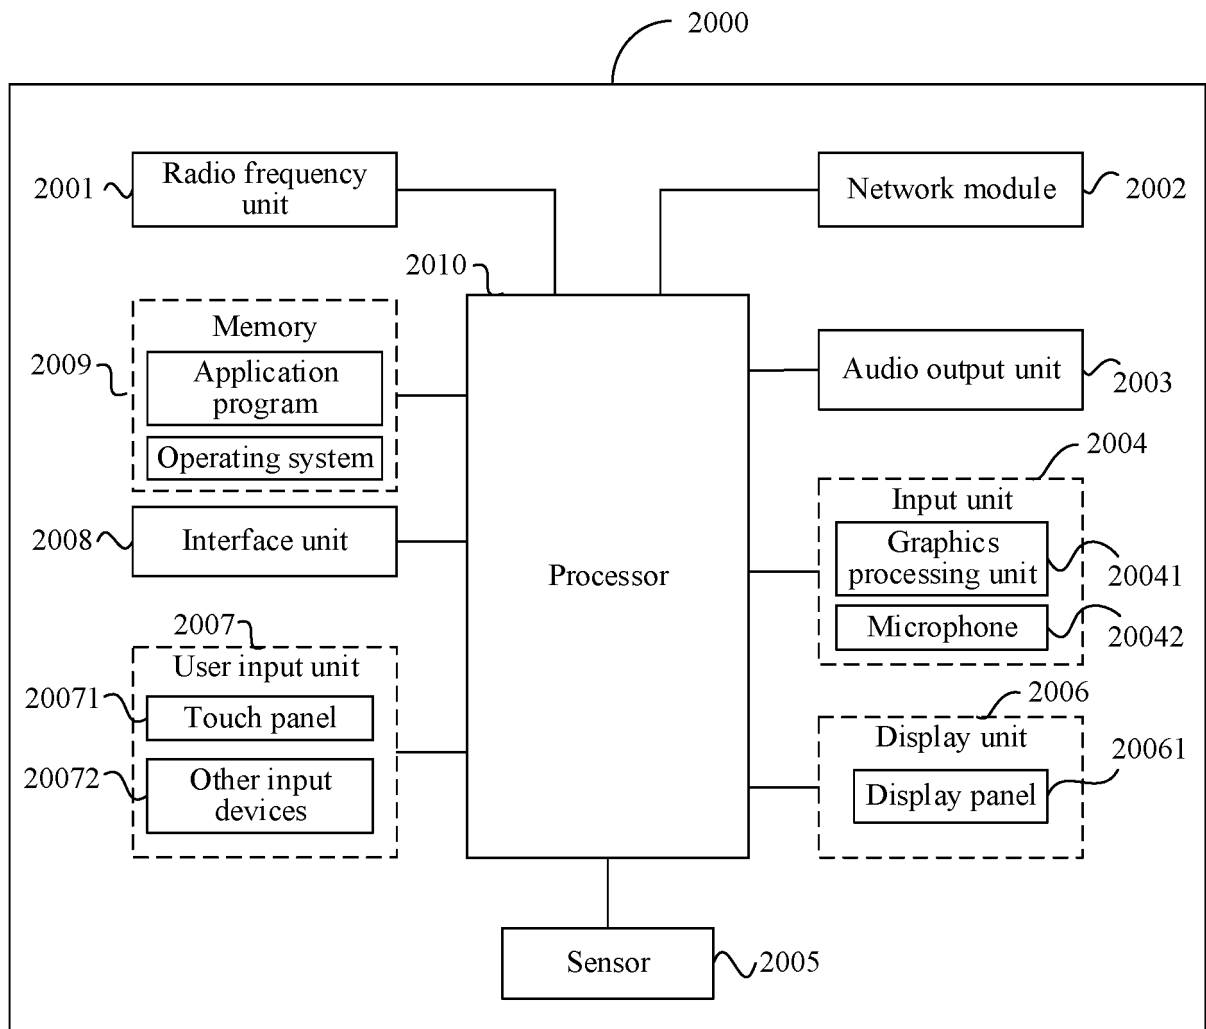 2000
2001
Radio frequency
unit
Network module
2002
2010
Memory
2009
Application
program
Operating system
Audio output unit
2003
2004
Input unit
Graphics
processing unit
20041
Microphone
20042
2008
Interface unit
Processor
2007
User input unit
20071
Touch panel
20072
Other input
devices
2006
Display unit
20061
Display panel
Sensor
2005